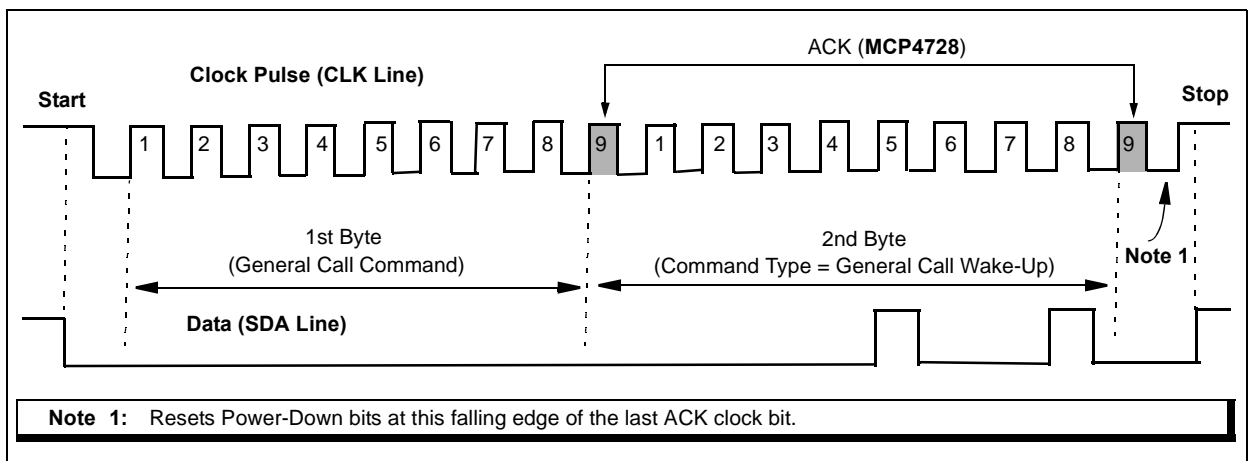 ACK (MCP4728)
Clock Pulse (CLK Line)
Start
Stop
1 2 3 4 5 6 7 8 9 1 2 3 4 5 6 7 8 9
1st Byte
(General Call Command)
2nd Byte
(Command Type = General Call Wake-Up)
Note 1
Data (SDA Line)
Note 1: Resets Power-Down bits at this falling edge of the last ACK clock bit.